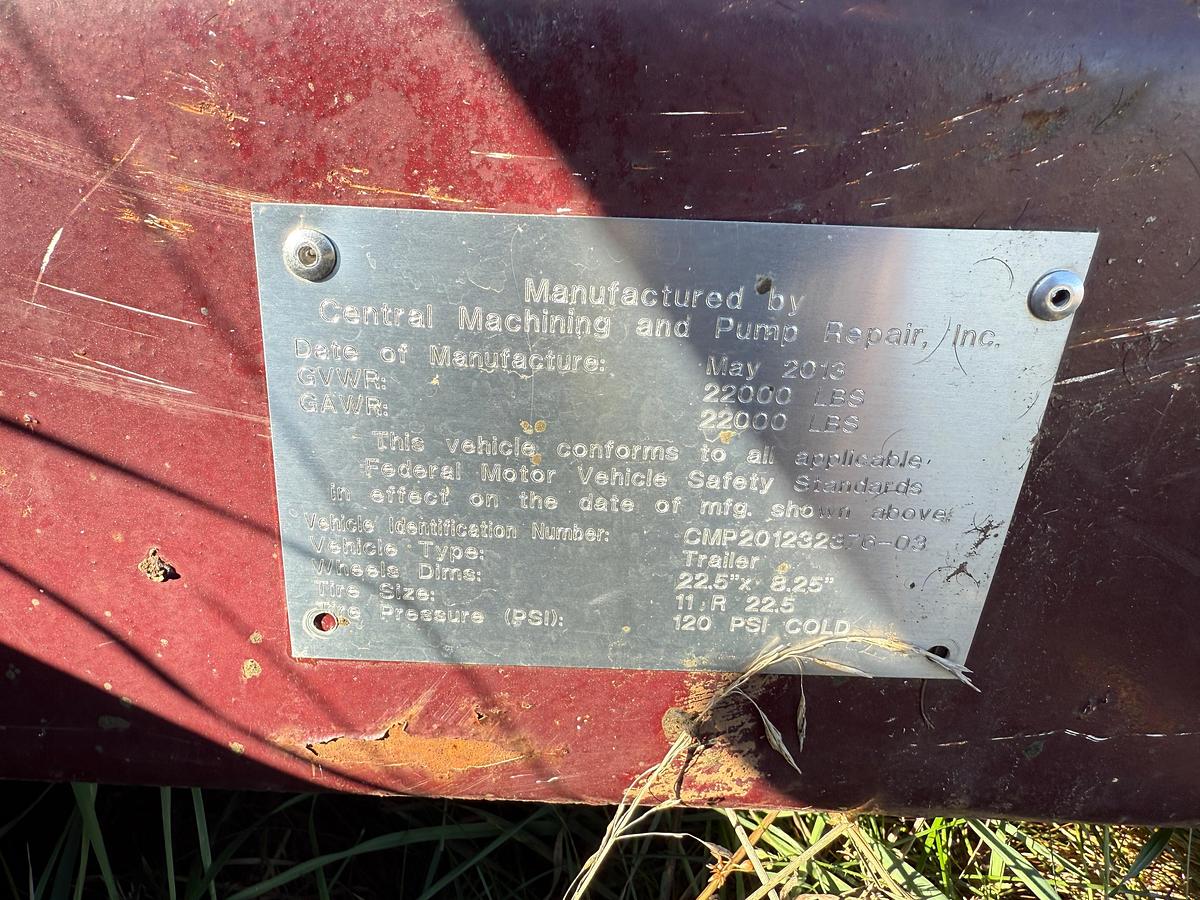 Manufactured by
Central Machining and Pump Repair, Inc.
Date of Manufacture: May 2013
GVWR: 22000 LBS
GAWR: 22000 LBS
This vehicle conforms to all applicable
Federal Motor Vehicle Safety Standards
in effect on the date of mfg. shown above.
Vehicle Identification Number: CMP201232376-03
Vehicle Type: Trailer
Wheels Dims: 22.5"x 8.25"
Tire Size: 11 R 22.5
Tire Pressure (PSI): 120 PSI COLD